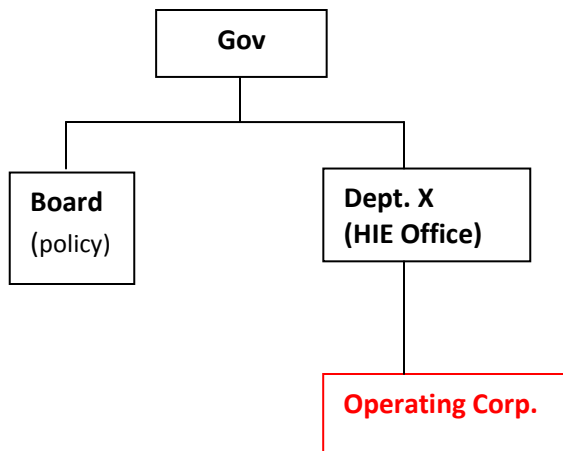 Gov
Board
(policy)
Dept. X
(HIE Office)
Operating Corp.